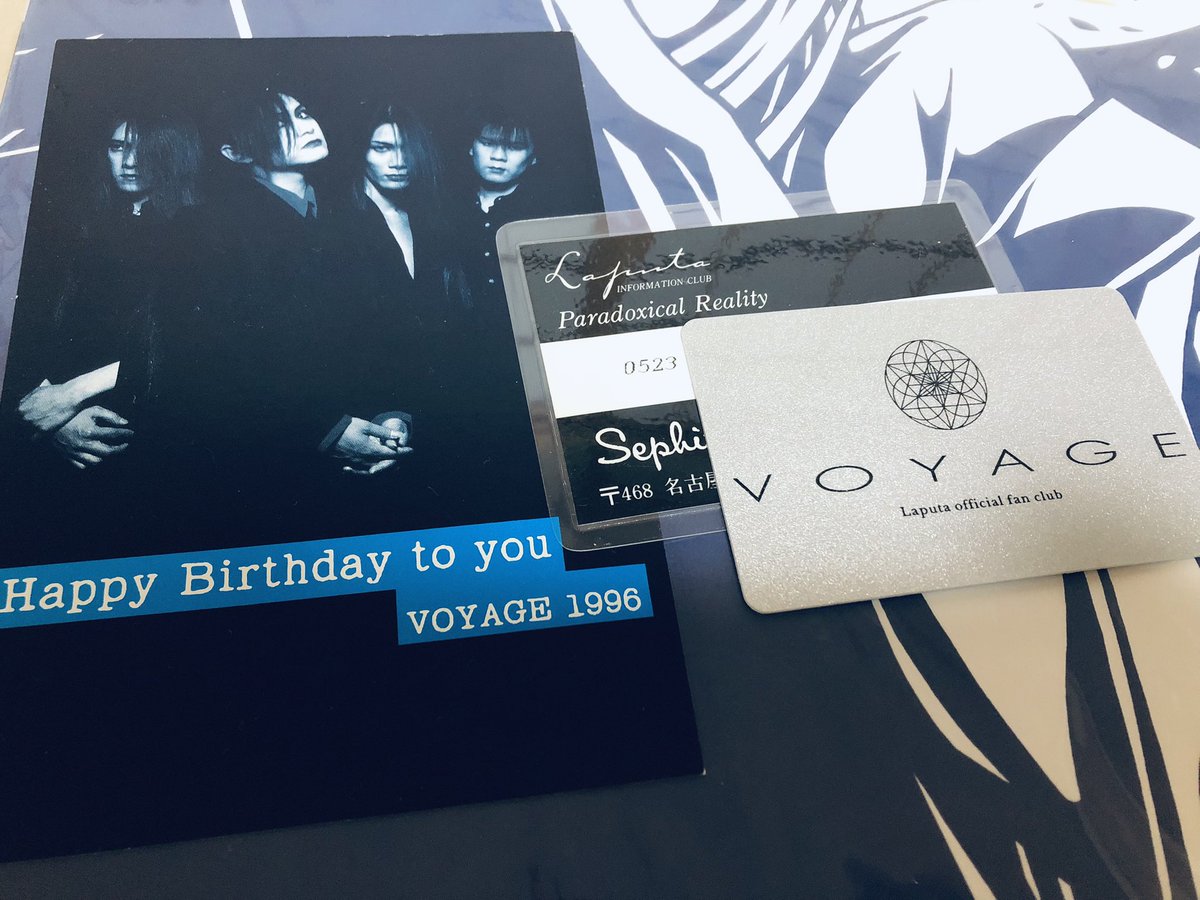 Happy Birthday to you
VOYAGE 1996
Laputa
INFORMATION CLUB
Paradoxical Reality
0523
〒468 名古
VOYAGE
Laputa official fan club